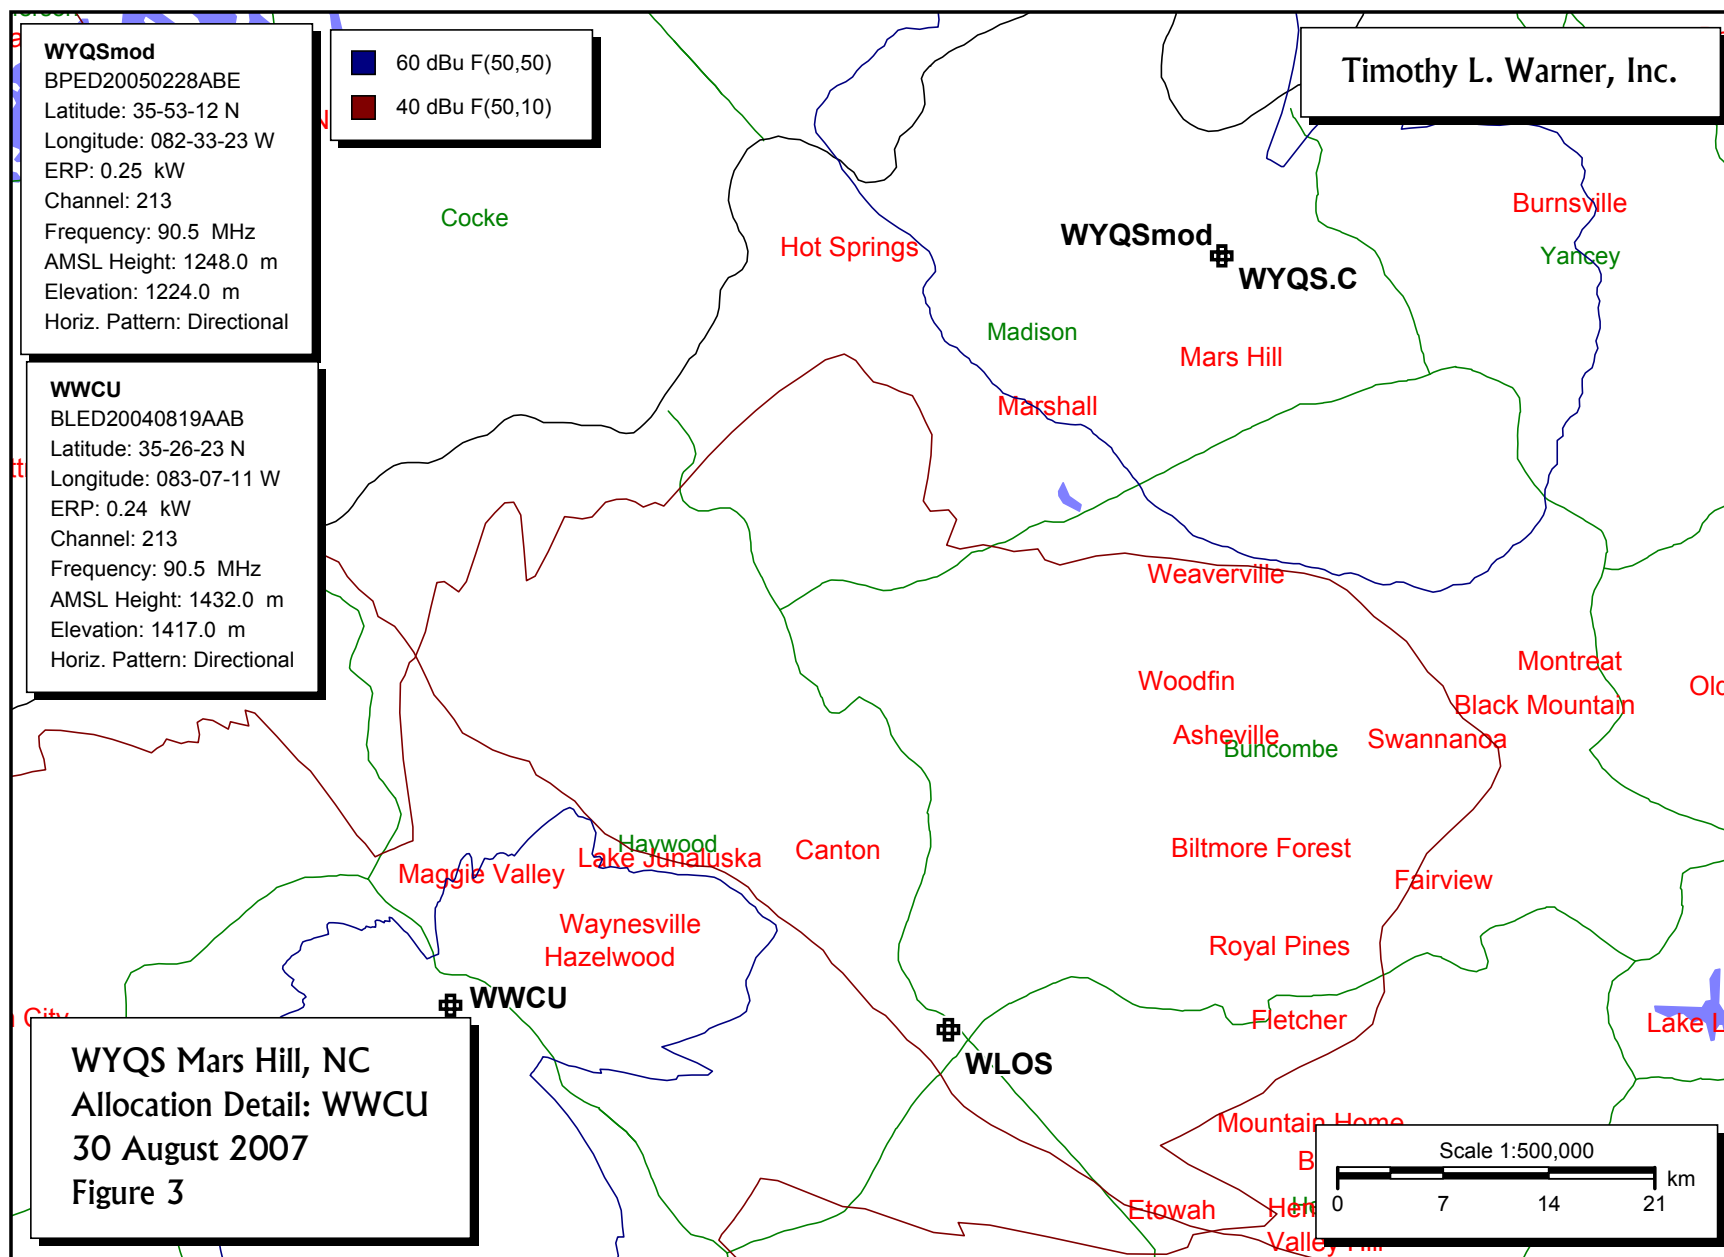 WYQSmod
BPED20050228ABE
Latitude: 35-53-12 N
Longitude: 082-33-23 W
ERP: 0.25 kW
Channel: 213
Frequency: 90.5 MHz
AMSL Height: 1248.0 m
Elevation: 1224.0 m
Horiz. Pattern: Directional
WWCU
BLED20040819AAB
Latitude: 35-26-23 N
Longitude: 083-07-11 W
ERP: 0.24 kW
Channel: 213
Frequency: 90.5 MHz
AMSL Height: 1432.0 m
Elevation: 1417.0 m
Horiz. Pattern: Directional
60 dBu F(50,50)
40 dBu F(50,10)
Timothy L. Warner, Inc.
Cocke
Hot Springs
WYQSmod
WYQS.C
Burnsville
Yancey
Madison
Mars Hill
Marshall
Weaverville
Woodfin
Montreat
Black Mountain
Asheville
Buncombe
Swannanoa
Haywood
Lake Junaluska
Canton
Biltmore Forest
Maggie Valley
Fairview
Waynesville
Hazelwood
Royal Pines
WWCU
City
Fletcher
Lake L
WLOS
Mountain Home
Etowah
Valley Hill
WYQS Mars Hill, NC
Allocation Detail: WWCU
30 August 2007
Figure 3
Scale 1:500,000
km
0 7 14 21